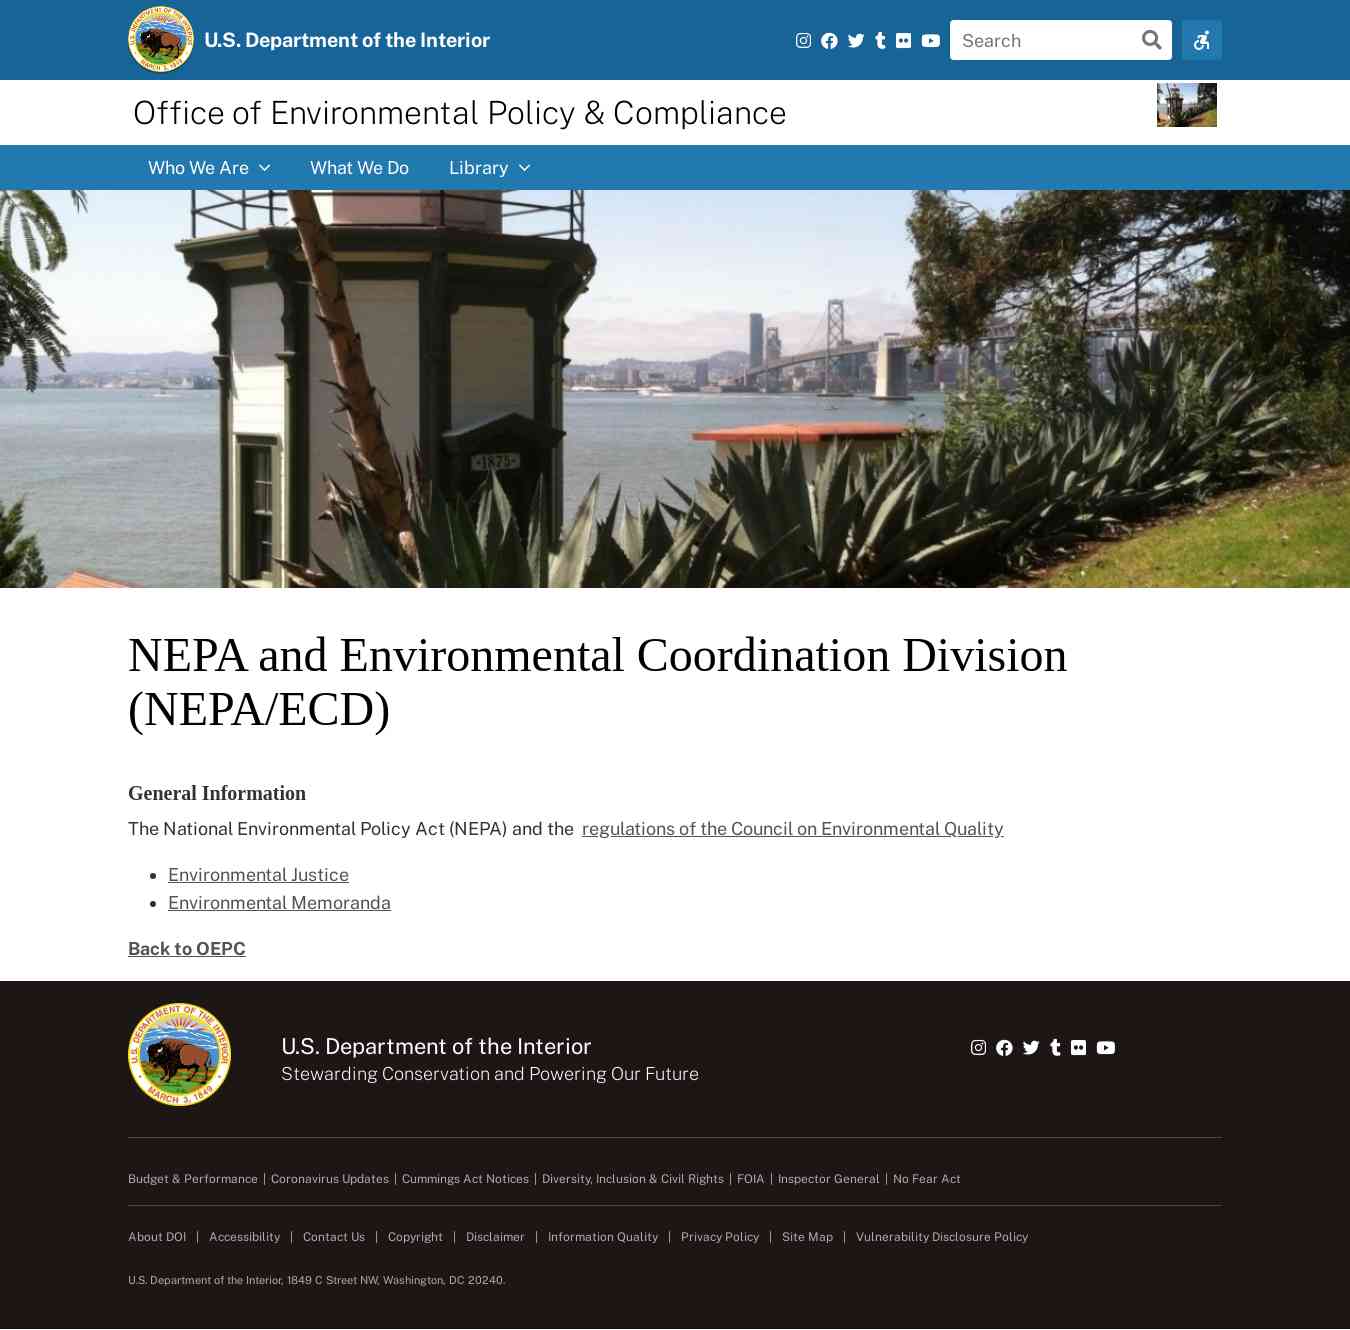 U.S. Department of the Interior
Search
Office of Environmental Policy & Compliance
Who We Are
What We Do
Library
1875
NEPA and Environmental Coordination Division
(NEPA/ECD)
General Information
The National Environmental Policy Act (NEPA) and the regulations of the Council on Environmental Quality
Environmental Justice
Environmental Memoranda
Back to OEPC
U.S. DEPARTMENT OF THE INTERIOR
MARCH 3, 1849
U.S. Department of the Interior
Stewarding Conservation and Powering Our Future
Budget & Performance | Coronavirus Updates | Cummings Act Notices | Diversity, Inclusion & Civil Rights | FOIA | Inspector General | No Fear Act
About DOI | Accessibility | Contact Us | Copyright | Disclaimer | Information Quality | Privacy Policy | Site Map | Vulnerability Disclosure Policy
U.S. Department of the Interior, 1849 C Street NW, Washington, DC 20240.